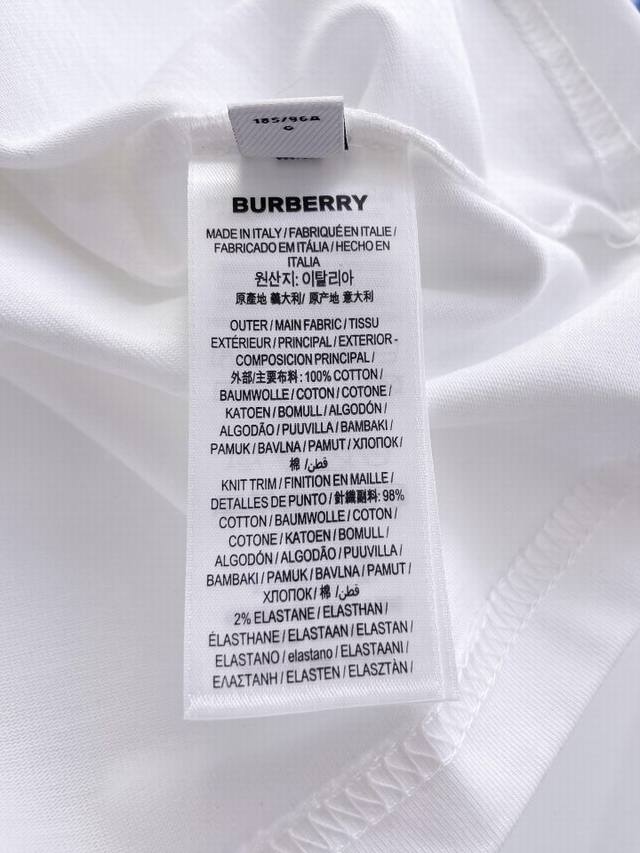 185/96A
BURBERRY
MADE IN ITALY / FABRIQUÉ EN ITALIE /
FABRICADO EM ITÁLIA / HECHO EN
ITALIA
원산지: 이탈리아
原產地 義大利/ 原产地 意大利
OUTER / MAIN FABRIC / TISSU
EXTÉRIEUR / PRINCIPAL / EXTERIOR -
COMPOSICION PRINCIPAL /
外部/主要布料: 100% COTTON /
BAUMWOLLE / COTON / COTONE /
KATOEN / BOMULL / ALGODÓN /
ALGODÃO / PUUVILLA / BAMBAKI /
PAMUK / BAVLNA / PAMUT / ХЛОПОК /
棉 /قطن/
KNIT TRIM / FINITION EN MAILLE /
DETALLES DE PUNTO / 針織副料: 98%
COTTON / BAUMWOLLE / COTON /
COTONE / KATOEN / BOMULL /
ALGODÓN / ALGODÃO / PUUVILLA /
BAMBAKI / PAMUK / BAVLNA / PAMUT /
ХЛОПОК / 棉 /قطن/
2% ELASTANE / ELASTHAN /
ÉLASTHANE / ELASTAAN / ELASTAN /
ELASTANO / elastano / ELASTAANI /
ΕΛΑΣΤΑΝΗ / ELASTEN / ELASZTÀN /